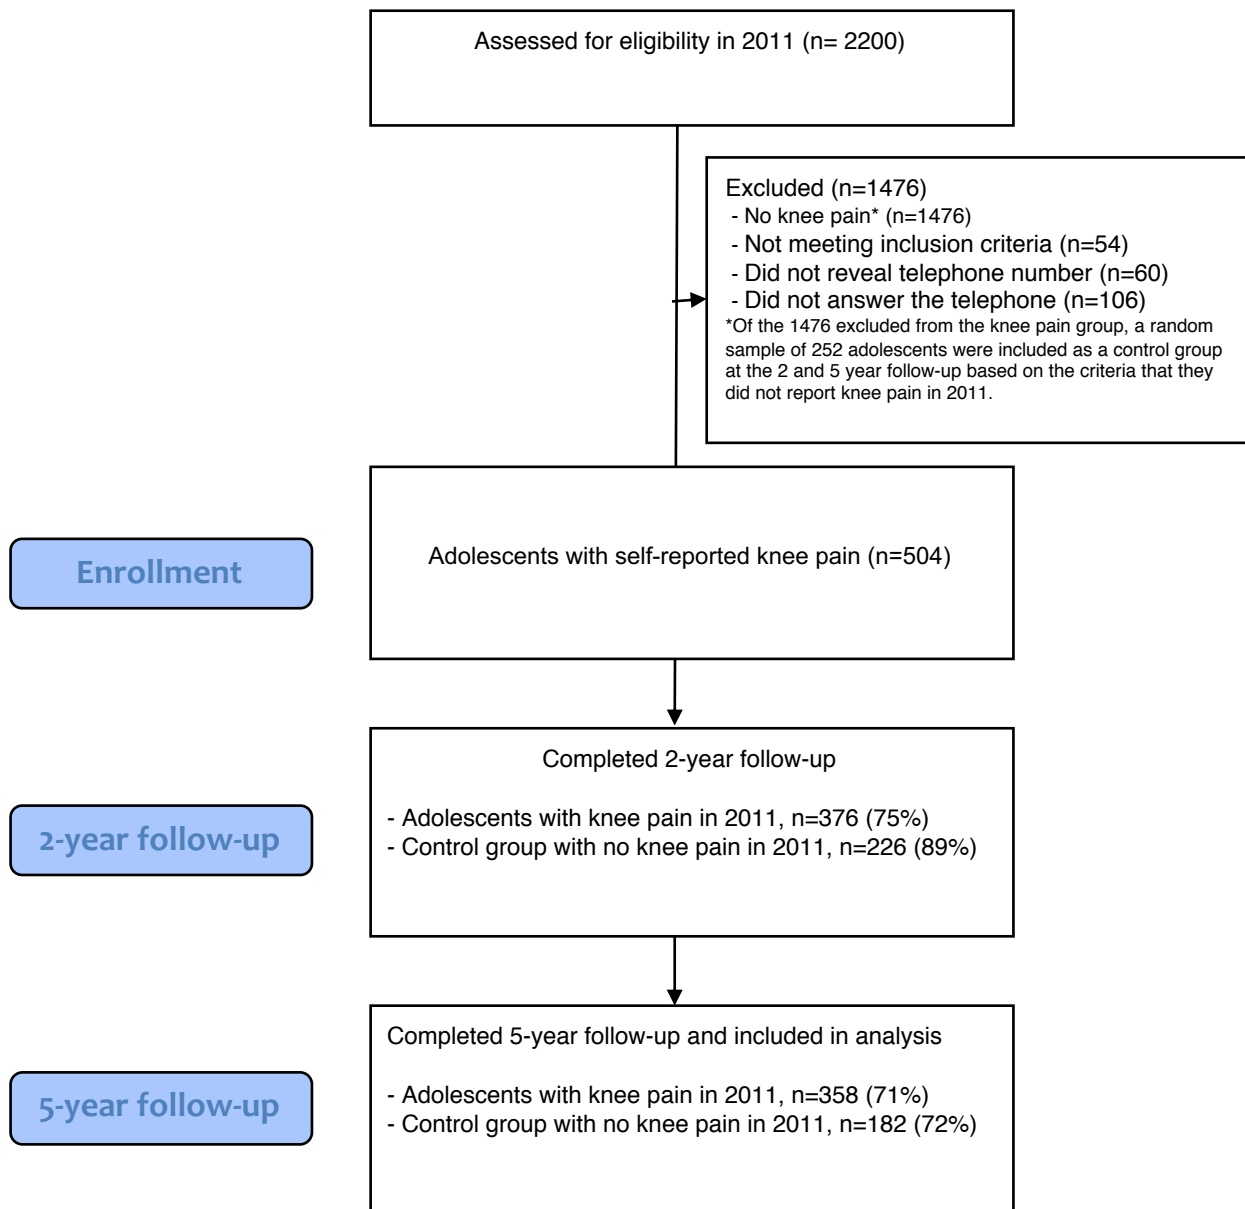 Assessed for eligibility in 2011 (n= 2200)
Excluded (n=1476)
- No knee pain* (n=1476)
- Not meeting inclusion criteria (n=54)
- Did not reveal telephone number (n=60)
- Did not answer the telephone (n=106)
*Of the 1476 excluded from the knee pain group, a random
sample of 252 adolescents were included as a control group
at the 2 and 5 year follow-up based on the criteria that they
did not report knee pain in 2011.
Enrollment
Adolescents with self-reported knee pain (n=504)
2-year follow-up
Completed 2-year follow-up
- Adolescents with knee pain in 2011, n=376 (75%)
- Control group with no knee pain in 2011, n=226 (89%)
5-year follow-up
Completed 5-year follow-up and included in analysis
- Adolescents with knee pain in 2011, n=358 (71%)
- Control group with no knee pain in 2011, n=182 (72%)